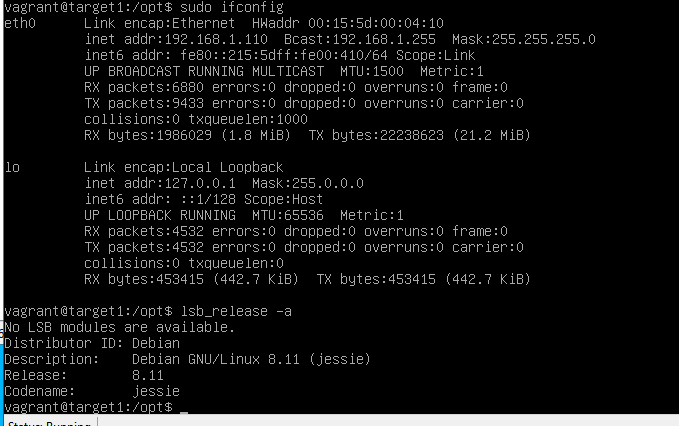 vagrant@target1:/opt$ sudo ifconfig
eth0      Link encap:Ethernet  HWaddr 00:15:5d:00:04:10
          inet addr:192.168.1.110  Bcast:192.168.1.255  Mask:255.255.255.0
          inet6 addr: fe80::215:5dff:fe00:410/64 Scope:Link
          UP BROADCAST RUNNING MULTICAST  MTU:1500  Metric:1
          RX packets:6880 errors:0 dropped:0 overruns:0 frame:0
          TX packets:9433 errors:0 dropped:0 overruns:0 carrier:0
          collisions:0 txqueuelen:1000
          RX bytes:1986029 (1.8 MiB)  TX bytes:22238623 (21.2 MiB)
lo        Link encap:Local Loopback
          inet addr:127.0.0.1  Mask:255.0.0.0
          inet6 addr: ::1/128 Scope:Host
          UP LOOPBACK RUNNING  MTU:65536  Metric:1
          RX packets:4532 errors:0 dropped:0 overruns:0 frame:0
          TX packets:4532 errors:0 dropped:0 overruns:0 carrier:0
          collisions:0 txqueuelen:0
          RX bytes:453415 (442.7 KiB)  TX bytes:453415 (442.7 KiB)
vagrant@target1:/opt$ lsb_release -a
No LSB modules are available.
Distributor ID: Debian
Description:    Debian GNU/Linux 8.11 (jessie)
Release:        8.11
Codename:       jessie
vagrant@target1:/opt$ _
Status: Running